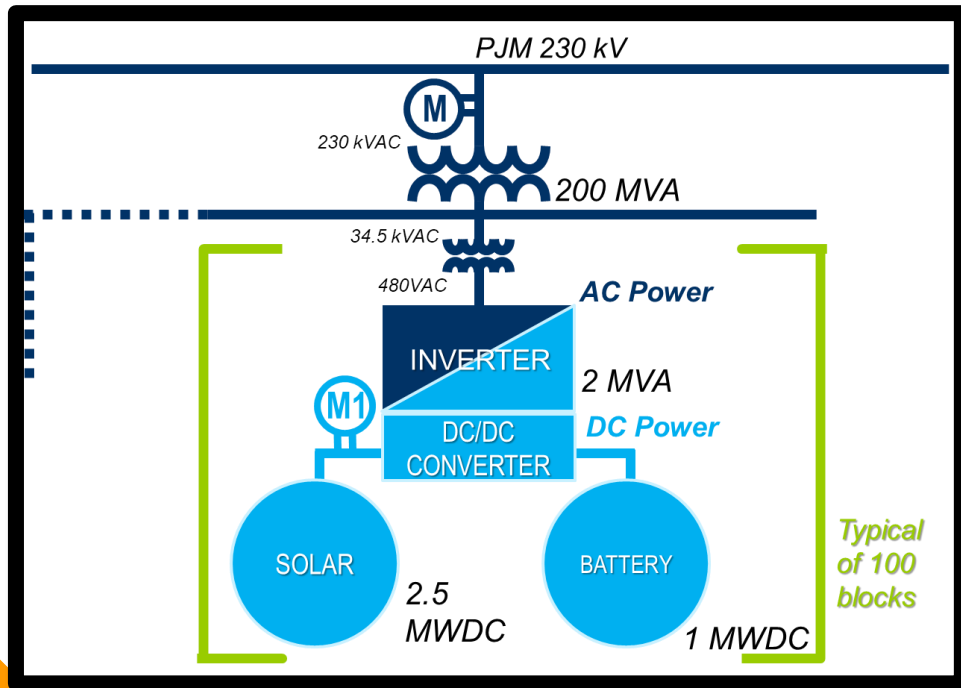 PJM 230 kV
M
230 kVAC
200 MVA
34.5 kVAC
480VAC
AC Power
INVERTER
2 MVA
M1
DC Power
DC/DC
CONVERTER
SOLAR
BATTERY
2.5
MWDC
1 MWDC
Typical
of 100
blocks